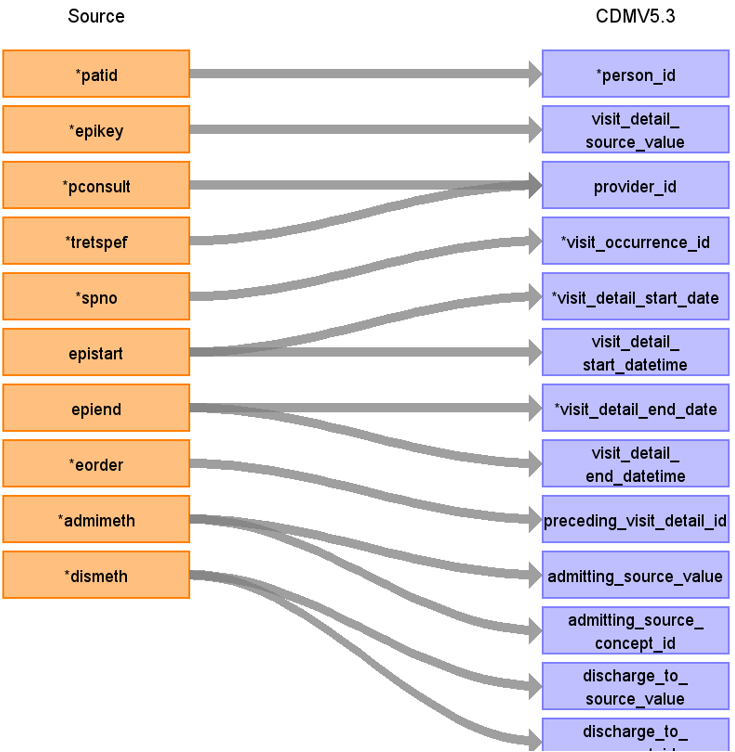 Source CDMV5.3
*patid *person_id
*epikey visit_detail_
source_value
*pconsult provider_id
*tretspef *visit_occurrence_id
*spno *visit_detail_start_date
epistart visit_detail_
start_datetime
epiend *visit_detail_end_date
*eorder visit_detail_
end_datetime
*admimeth preceding_visit_detail_id
*dismeth admitting_source_value
admitting_source_
concept_id
discharge_to_
source_value
discharge_to_